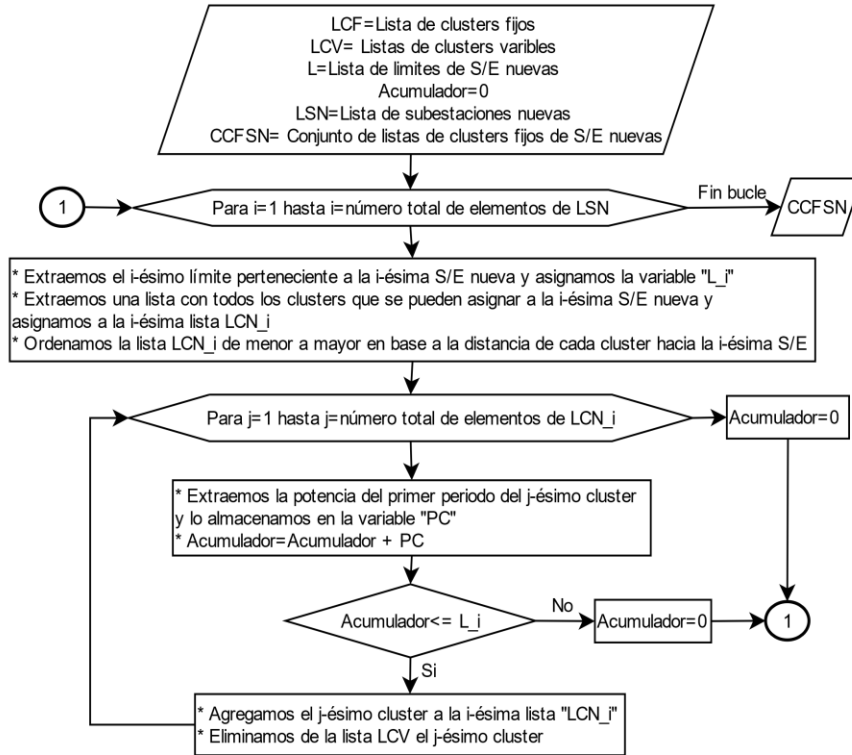 LCF=Lista de clusters fijos
LCV= Listas de clusters varibles
L=Lista de limites de S/E nuevas
Acumulador=0
LSN=Lista de subestaciones nuevas
CCFSN= Conjunto de listas de clusters fijos de S/E nuevas
1
Para i=1 hasta i=número total de elementos de LSN
Fin bucle
CCFSN
* Extraemos el i-ésimo límite perteneciente a la i-ésima S/E nueva y asignamos la variable "L_i"
* Extraemos una lista con todos los clusters que se pueden asignar a la i-ésima S/E nueva y
asignamos a la i-ésima lista LCN_i
* Ordenamos la lista LCN_i de menor a mayor en base a la distancia de cada cluster hacia la i-ésima S/E
Para j=1 hasta j=número total de elementos de LCN_i
Acumulador=0
* Extraemos la potencia del primer periodo del j-ésimo cluster
y lo almacenamos en la variable "PC"
* Acumulador=Acumulador + PC
Acumulador<= L_i
No
Acumulador=0
1
Si
* Agregamos el j-ésimo cluster a la i-ésima lista "LCN_i"
* Eliminamos de la lista LCV el j-ésimo cluster